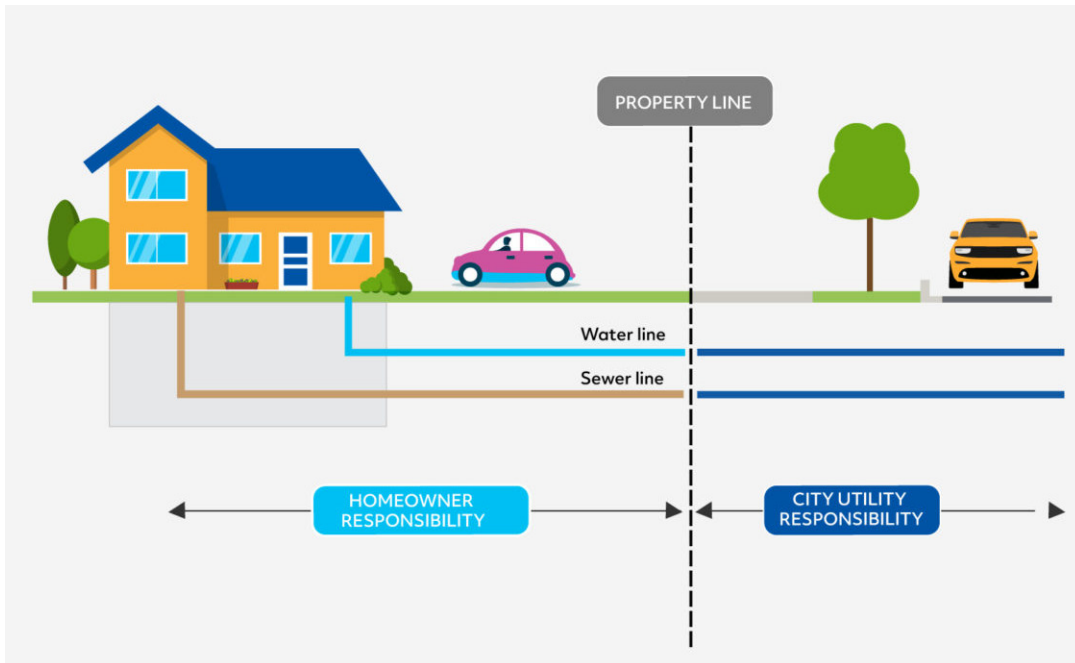 PROPERTY LINE
Water line
Sewer line
HOMEOWNER
RESPONSIBILITY
CITY UTILITY
RESPONSIBILITY